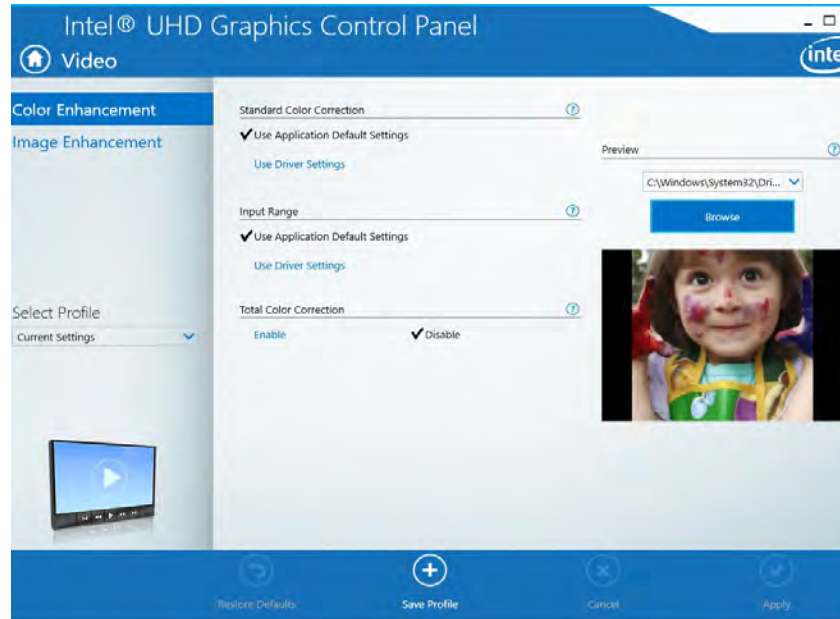 Intel® UHD Graphics Control Panel
Video
inte
Color Enhancement
Image Enhancement
Select Profile
Current Settings
Standard Color Correction
Use Application Default Settings
Use Driver Settings
Input Range
Use Application Default Settings
Use Driver Settings
Total Color Correction
Enable
Disable
Preview
C:\Windows\System32\Dri...
Browse
Restore Defaults
Save Profile
Cancel
Apply